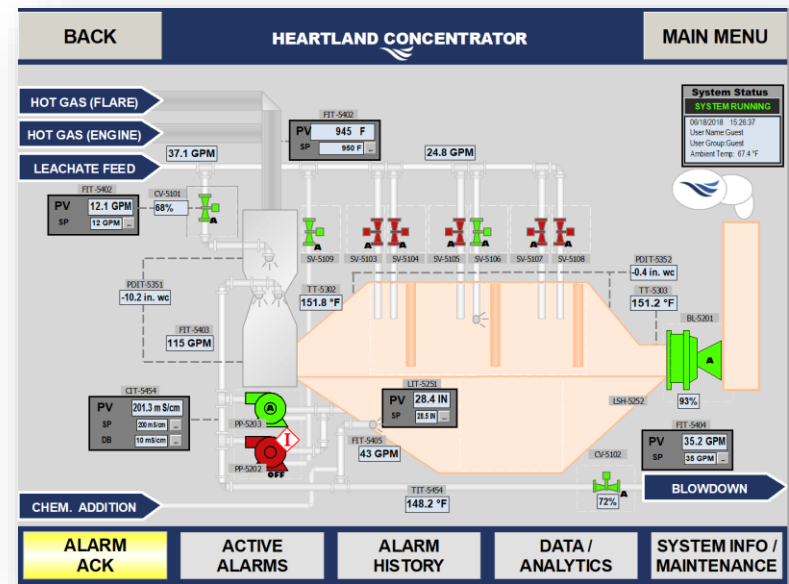 BACK
HEARTLAND CONCENTRATOR
MAIN MENU
HOT GAS (FLARE)
HOT GAS (ENGINE)
LEACHATE FEED
System Status
SYSTEM RUNNING
06/18/2018 15:26:37
User Name:Guest
User Group:Guest
Ambient Temp: 67.4 °F
FIT-5402
PV 945 F
SP 950 F ...
37.1 GPM
24.8 GPM
FIT-5402
PV 12.1 GPM
SP 12 GPM ...
CV-5101
68%
A
A
A
A
A
A
A
A
SV-5109
SV-5103
SV-5104
SV-5105
SV-5106
SV-5107
SV-5108
PDIT-5351
-10.2 in. wc
TT-5302
151.8 °F
PDIT-5352
-0.4 in. wc
TT-5303
151.2 °F
FIT-5403
115 GPM
BL-5201
A
93%
LSH-5252
CIT-5454
PV 201.3 mS/cm
SP 200 mS/cm ...
DB 10 mS/cm ...
LIT-5251
PV 28.4 IN
SP 28.5 IN ...
A
PP-5203
I
PP-5202
OFF
FIT-5405
43 GPM
FIT-5404
PV 35.2 GPM
SP 35 GPM ...
CV-5102
A
72%
BLOWDOWN
TIT-5454
148.2 °F
CHEM. ADDITION
ALARM
ACK
ACTIVE
ALARMS
ALARM
HISTORY
DATA /
ANALYTICS
SYSTEM INFO /
MAINTENANCE